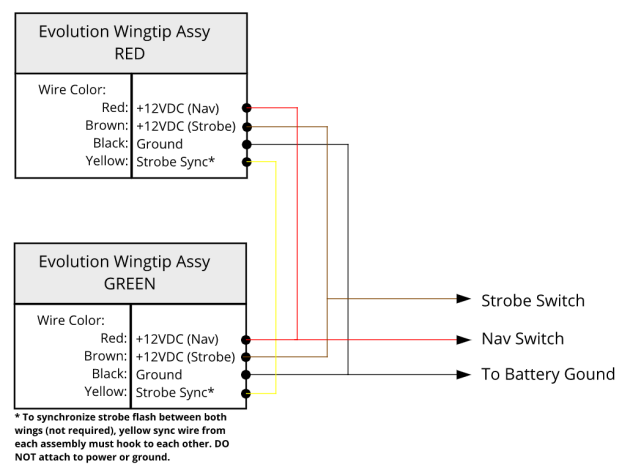 Evolution Wingtip Assy
RED
Wire Color:
Red: +12VDC (Nav)
Brown: +12VDC (Strobe)
Black: Ground
Yellow: Strobe Sync*
Evolution Wingtip Assy
GREEN
Wire Color:
Red: +12VDC (Nav)
Brown: +12VDC (Strobe)
Black: Ground
Yellow: Strobe Sync*
Strobe Switch
Nav Switch
To Battery Gound
* To synchronize strobe flash between both
wings (not required), yellow sync wire from
each assembly must hook to each other. DO
NOT attach to power or ground.